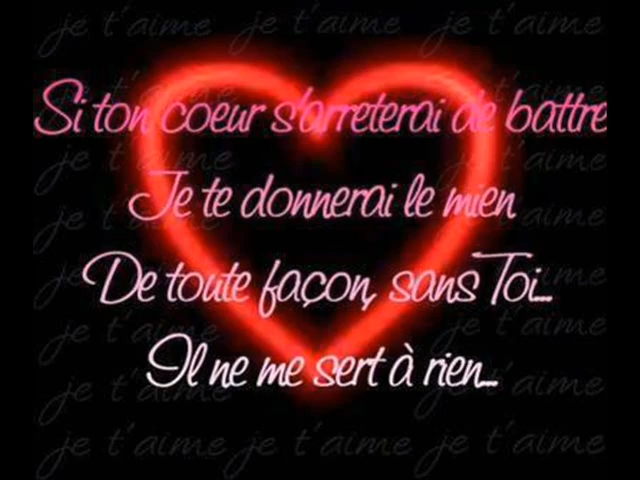 je t'aime je t'aime je t'aime
Si ton coeur s'arreterai de battre
Je te donnerai le mien
De toute façon, sans Toi...
Il ne me sert à rien...
je t'aime je t'aime je t'aime